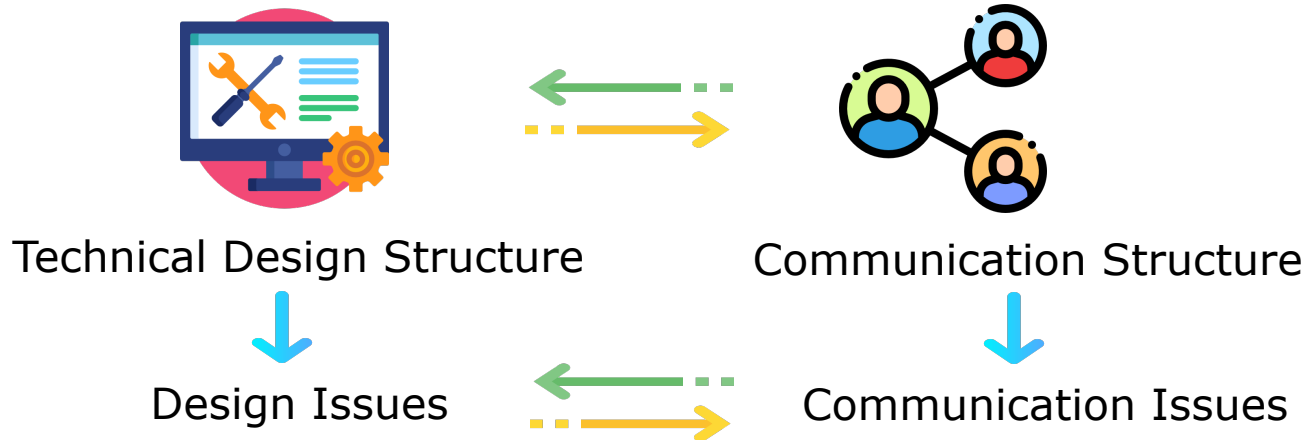 Technical Design Structure
Communication Structure
Design Issues
Communication Issues